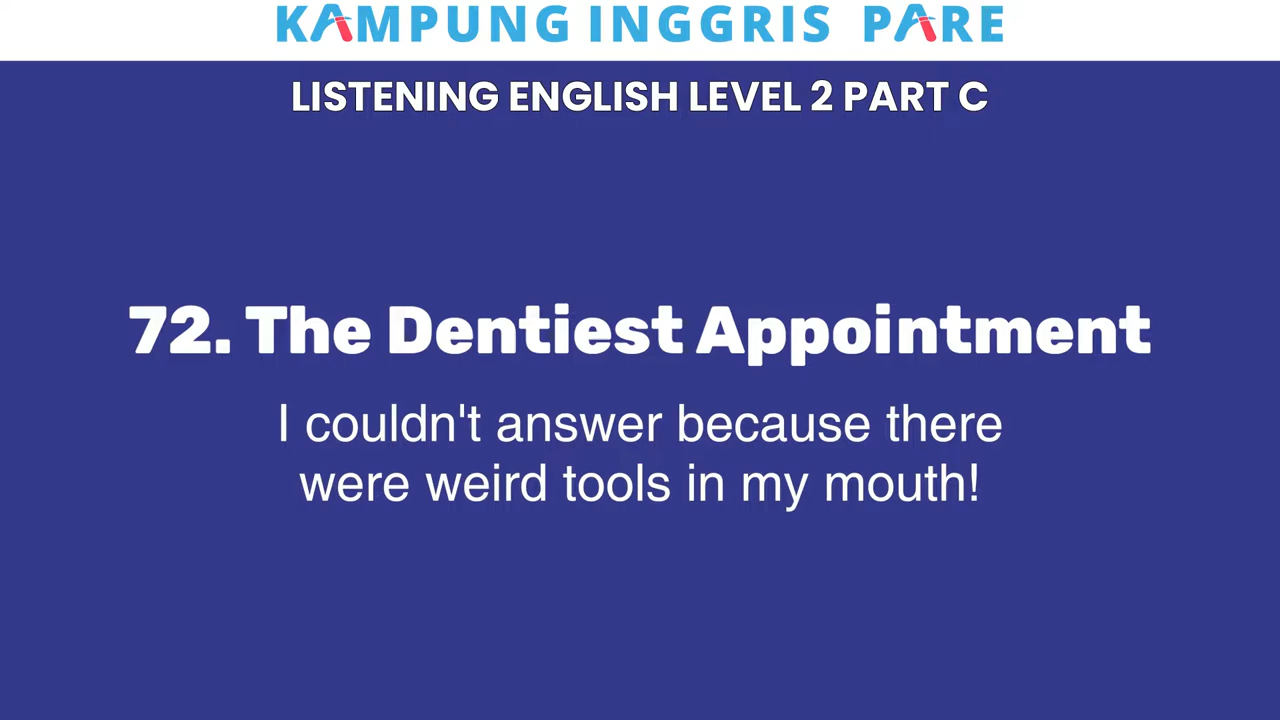 KAMPUNG INGGRIS PARE
LISTENING ENGLISH LEVEL 2 PART C
72. The Dentiest Appointment
I couldn't answer because there
were weird tools in my mouth!